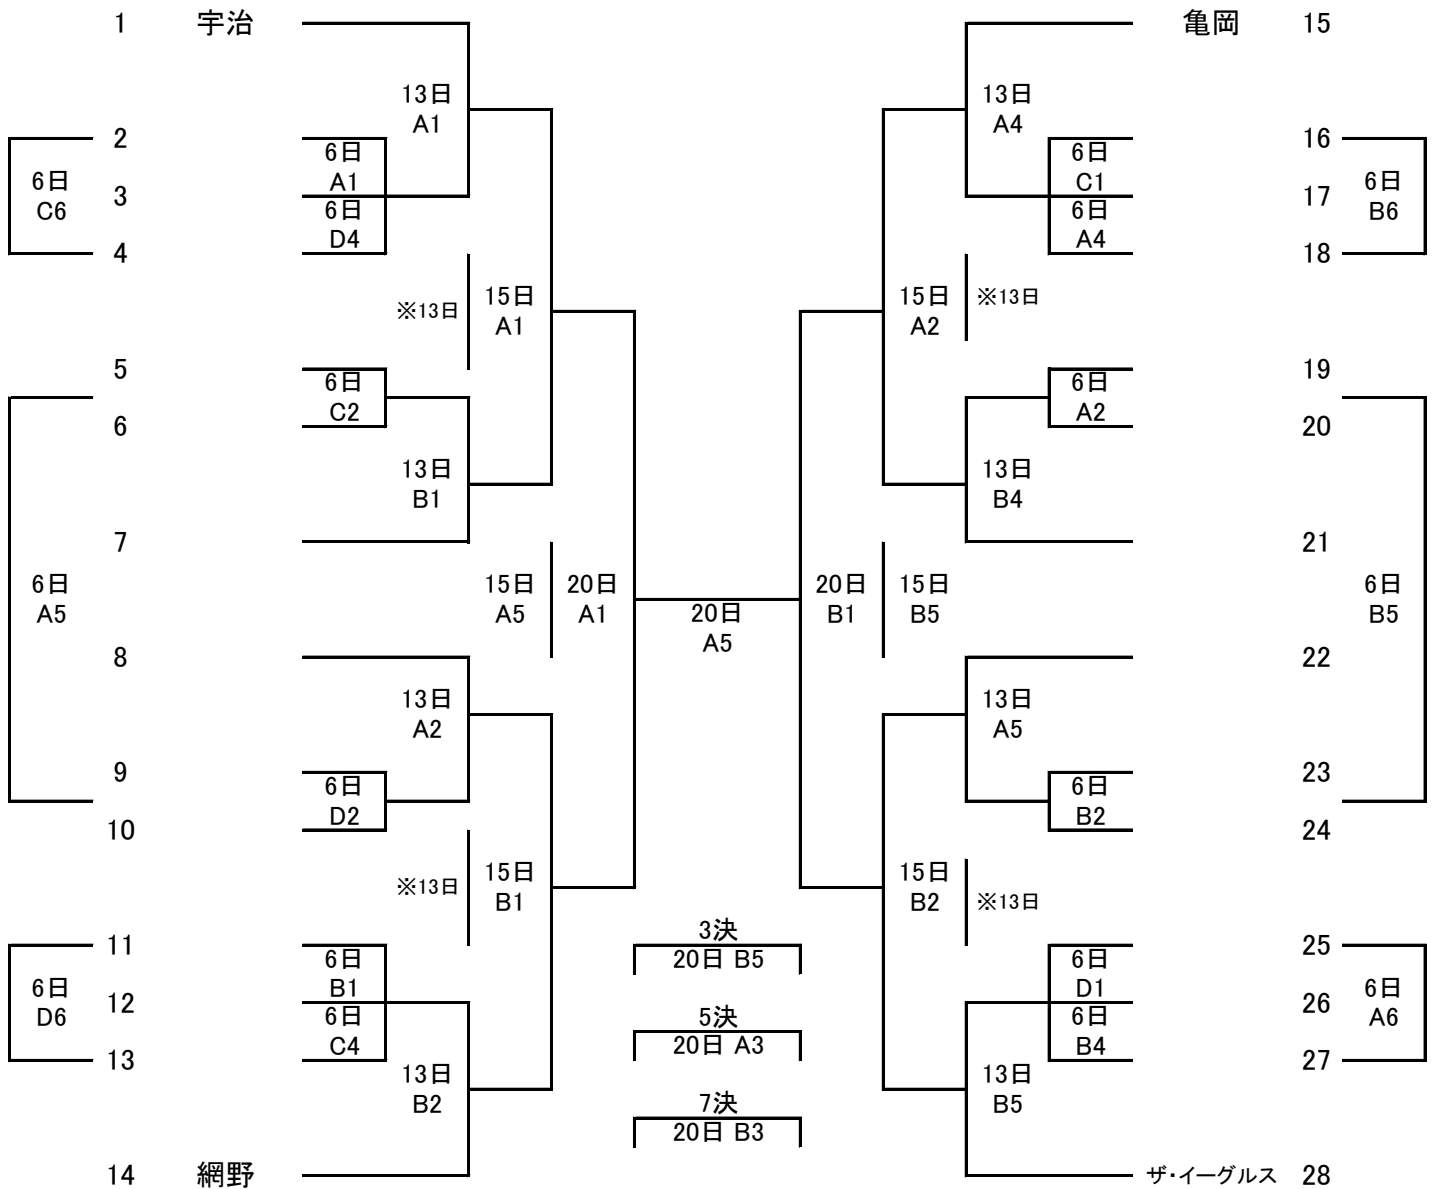 1 宇治
亀岡 15
13日
A1
13日
A4
2
6日
A1
6日
C1
16
6日
C6
3
17
6日
B6
6日
D4
6日
A4
4
18
※13日
15日
A1
15日
A2
※13日
5
6日
C2
6日
A2
19
6
20
13日
B1
13日
B4
7
21
6日
A5
15日
A5
20日
A1
20日
A5
20日
B1
15日
B5
6日
B5
8
22
13日
A2
13日
A5
9
6日
D2
6日
B2
23
10
24
※13日
15日
B1
15日
B2
※13日
3決
20日 B5
11
6日
B1
6日
D1
25
6日
D6
12
26
6日
A6
6日
C4
6日
B4
5決
20日 A3
13
27
13日
B2
13日
B5
7決
20日 B3
14 網野
ザ・イーグルス 28